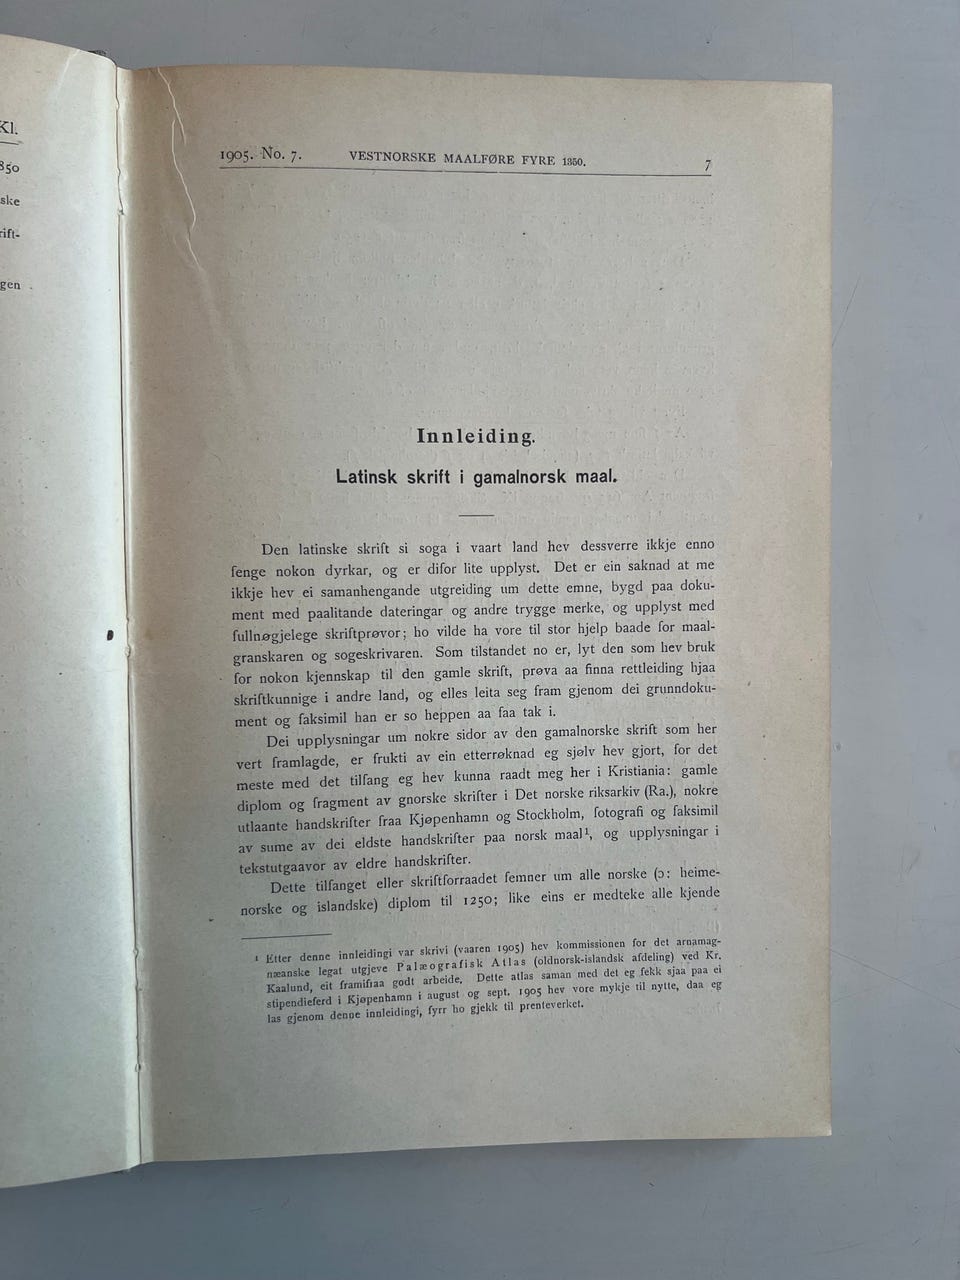 Kl.
850
ske
rift-
gen
1905. No. 7. VESTNORSKE MAALFØRE FYRE 1350. 7
Innleiding.
Latinsk skrift i gamalnorsk maal.
Den latinske skrift si soga i vaart land hev dessverre ikkje enno
fenge nokon dyrkar, og er difor lite upplyst. Det er ein saknad at me
ikkje hev ei samanhengande utgreiding um dette emne, bygd paa doku-
ment med paalitande dateringar og andre trygge merke, og upplyst med
fullnøgjelege skriftprøvor; ho vilde ha vore til stor hjelp baade for maal-
granskaren og sogeskrivaren. Som tilstandet no er, lyt den som hev bruk
for nokon kjennskap til den gamle skrift, prøva aa finna rettleiding hjaa
skriftkunnige i andre land, og elles leita seg fram gjenom dei grunndoku-
ment og faksimil han er so heppen aa faa tak i.
Dei upplysningar um nokre sidor av den gamalnorske skrift som her
vert framlagde, er frukti av ein etterrøknad eg sjølv hev gjort, for det
meste med det tilfang eg hev kunna raadt meg her i Kristiania: gamle
diplom og fragment av gnorske skrifter i Det norske riksarkiv (Ra.), nokre
utlaante handskrifter fraa Kjøpenhamn og Stockholm, fotografi og faksimil
av sume av dei eldste handskrifter paa norsk maal¹, og upplysningar i
tekstutgaavor av eldre handskrifter.
Dette tilfanget eller skriftforraadet femner um alle norske (ɔ: heime-
norske og islandske) diplom til 1250; like eins er medteke alle kjende
¹ Etter denne innleidingi var skrivi (vaaren 1905) hev kommissionen for det arnamag-
næanske legat utgjeve Palæografisk Atlas (oldnorsk-islandsk afdeling) ved Kr.
Kaalund, eit framifraa godt arbeide. Dette atlas saman med det eg fekk sjaa paa ei
stipendieferd i Kjøpenhamn i august og sept. 1905 hev vore mykje til nytte, daa eg
las gjenom denne innleidingi, fyrr ho gjekk til prenteverket.